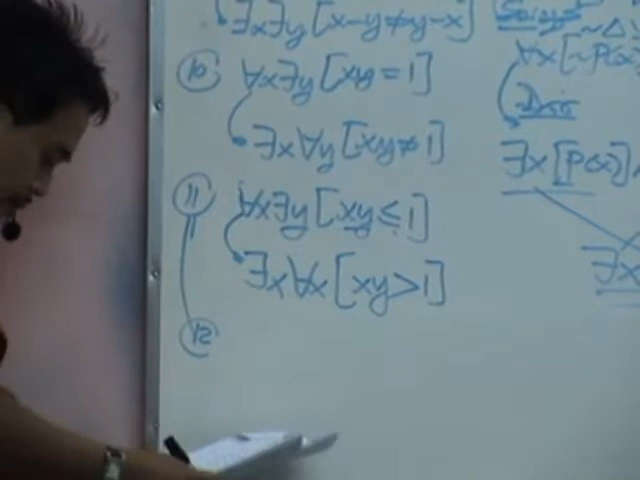 ∃x∃y[x-y≠y-x]
10 ∀x∃y[xy=1]
∃x∀y[xy≠1]
11 ∀x∃y[xy≤1]
∃x∀x[xy>1]
12
∀x[~P(x)
∃x[P(x)]
∃x